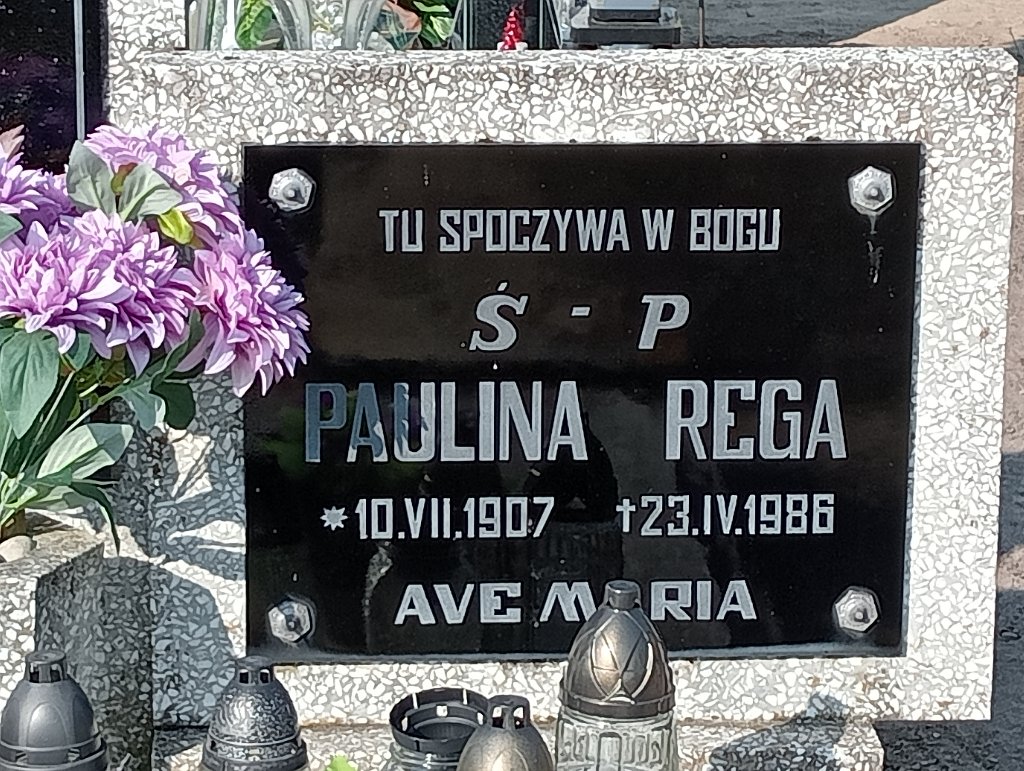 TU SPOCZYWA W BOGU
Ś - P
PAULINA REGA
*10.VII.1907 †23.IV.1986
AVE MARIA